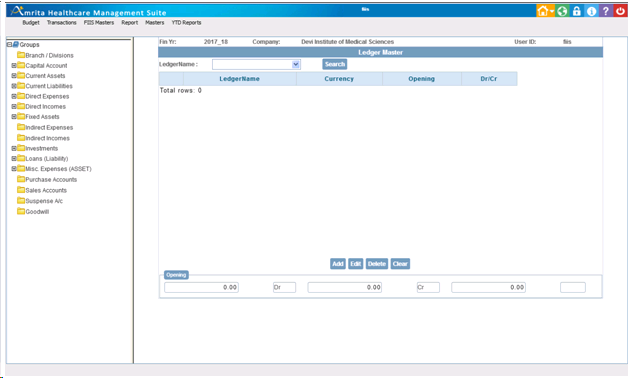 Amrita Healthcare Management Suite
fiis
Budget Transactions FIIS Masters Report Masters YTD Reports
Groups
Branch / Divisions
Capital Account
Current Assets
Current Liabilities
Direct Expenses
Direct Incomes
Fixed Assets
Indirect Expenses
Indirect Incomes
Investments
Loans (Liability)
Misc. Expenses (ASSET)
Purchase Accounts
Sales Accounts
Suspense A/c
Goodwill
Fin Yr: 2017_18 Company: Devi Institute of Medical Sciences User ID: fiis
Ledger Master
LedgerName : Search
LedgerName Currency Opening Dr/Cr
Total rows: 0
Add Edit Delete Clear
Opening
0.00 Dr 0.00 Cr 0.00